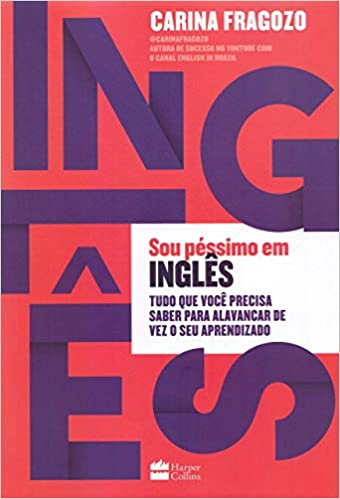 CARINA FRAGOZO
@CARINAFRAGOZO
AUTORA DE SUCESSO NO YOUTUBE COM
O CANAL ENGLISH IN BRAZIL
INGLÊS
Sou péssimo em
INGLÊS
TUDO QUE VOCÊ PRECISA
SABER PARA ALAVANCAR DE
VEZ O SEU APRENDIZADO
Harper
Collins